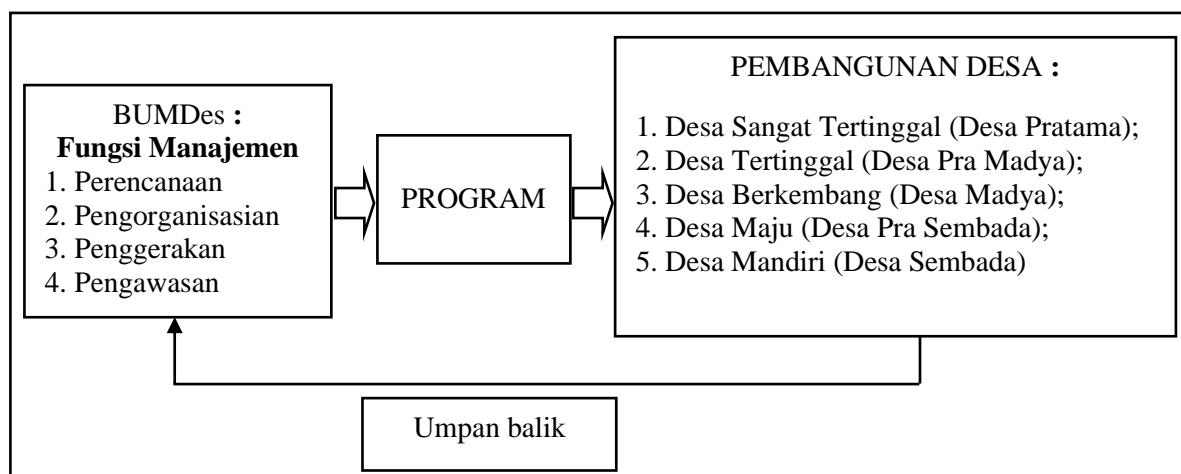 BUMDes :
Fungsi Manajemen
1. Perencanaan
2. Pengorganisasian
3. Penggerakan
4. Pengawasan
PROGRAM
PEMBANGUNAN DESA :
1. Desa Sangat Tertinggal (Desa Pratama);
2. Desa Tertinggal (Desa Pra Madya);
3. Desa Berkembang (Desa Madya);
4. Desa Maju (Desa Pra Sembada);
5. Desa Mandiri (Desa Sembada)
Umpan balik